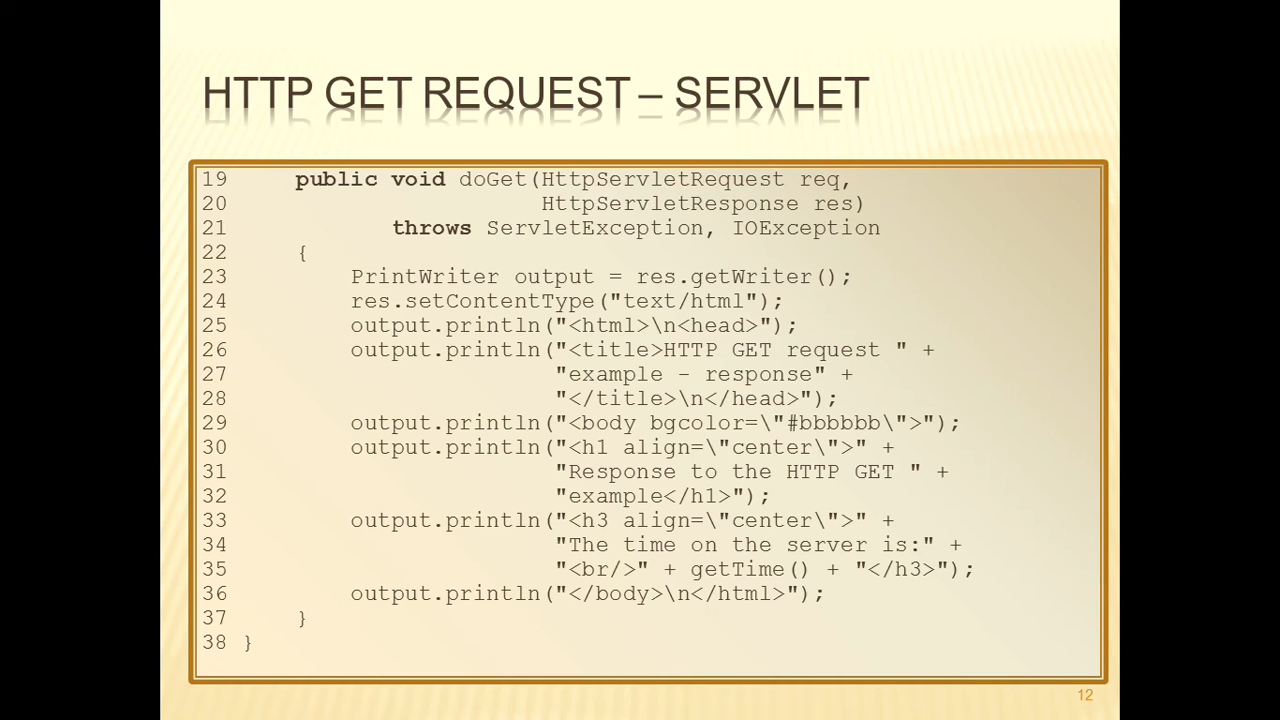 HTTP GET REQUEST – SERVLET
19     public void doGet(HttpServletRequest req,
20                       HttpServletResponse res)
21            throws ServletException, IOException
22     {
23         PrintWriter output = res.getWriter();
24         res.setContentType("text/html");
25         output.println("<html>\n<head>");
26         output.println("<title>HTTP GET request " +
27                        "example - response" +
28                        "</title>\n</head>");
29         output.println("<body bgcolor=\"#bbbbbb\">");
30         output.println("<h1 align=\"center\">" +
31                        "Response to the HTTP GET " +
32                        "example</h1>");
33         output.println("<h3 align=\"center\">" +
34                        "The time on the server is:" +
35                        "<br/>" + getTime() + "</h3>");
36         output.println("</body>\n</html>");
37     }
38 }
12